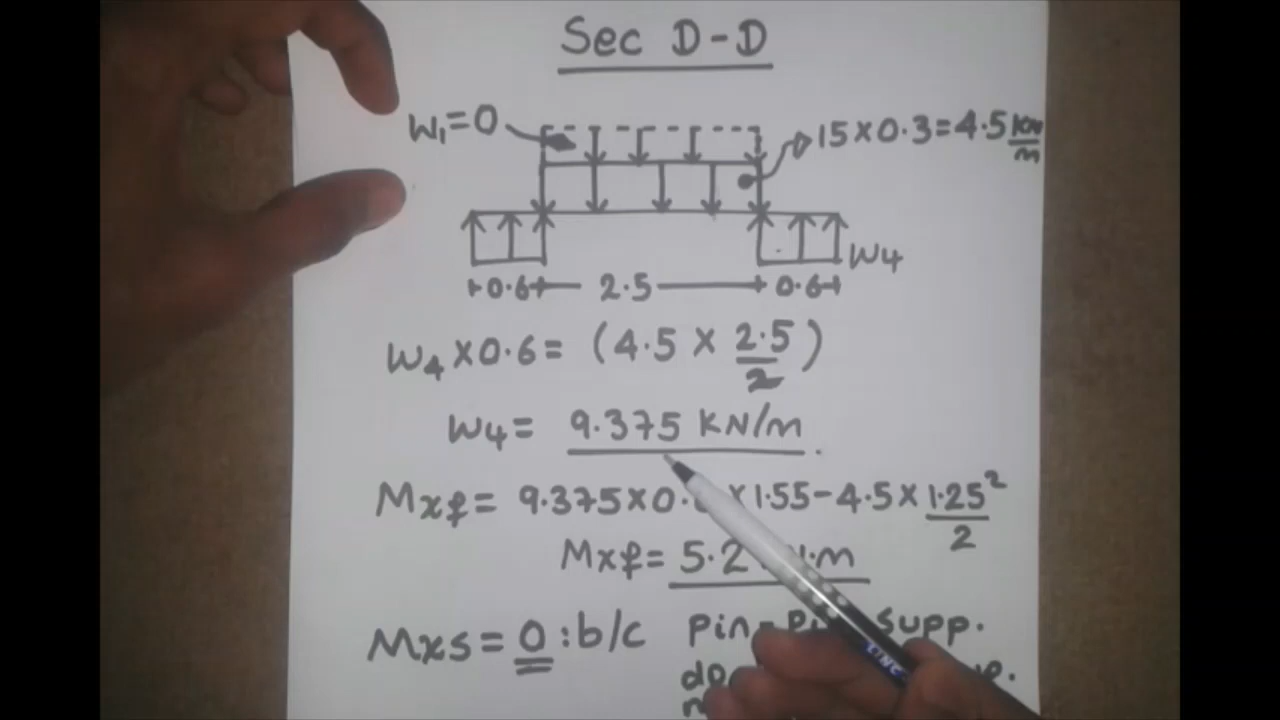 Sec D-D
W₁=0
15×0.3=4.5 KN/m
W₄
0.6 2.5 0.6
W₄×0.6= (4.5 × 2.5/2)
W₄= 9.375 KN/m.
Mxf= 9.375×0. ×1.55-4.5×1.25²/2
Mxf= 5.2 N.m
Mxs=0:b/c pin- supp.